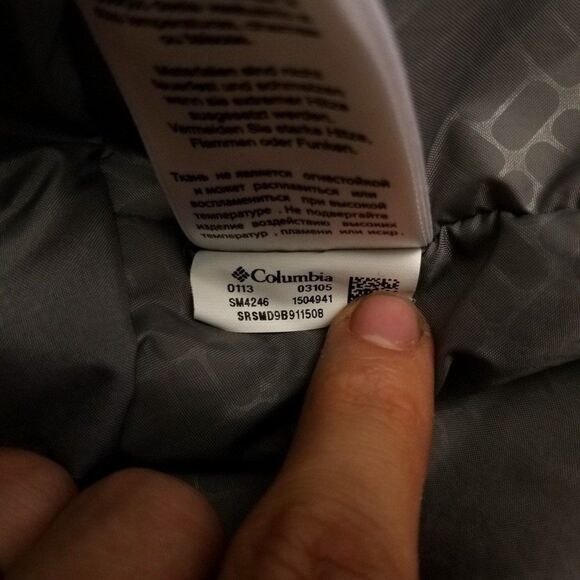 Materialien sind nicht
feuerfest und schmelzen
wenn sie extremer Hitze
ausgesetzt werden.
Vermeiden Sie starke Hitze,
Flammen oder Funken.
Ткань не является огнестойкой
и может расплавиться или
воспламениться при высокой
температуре. Не подвергайте
изделие воздействию высоких
температур, пламени или искр.
Columbia
0113 03105
SM4246 1504941
SRSMD9B911508